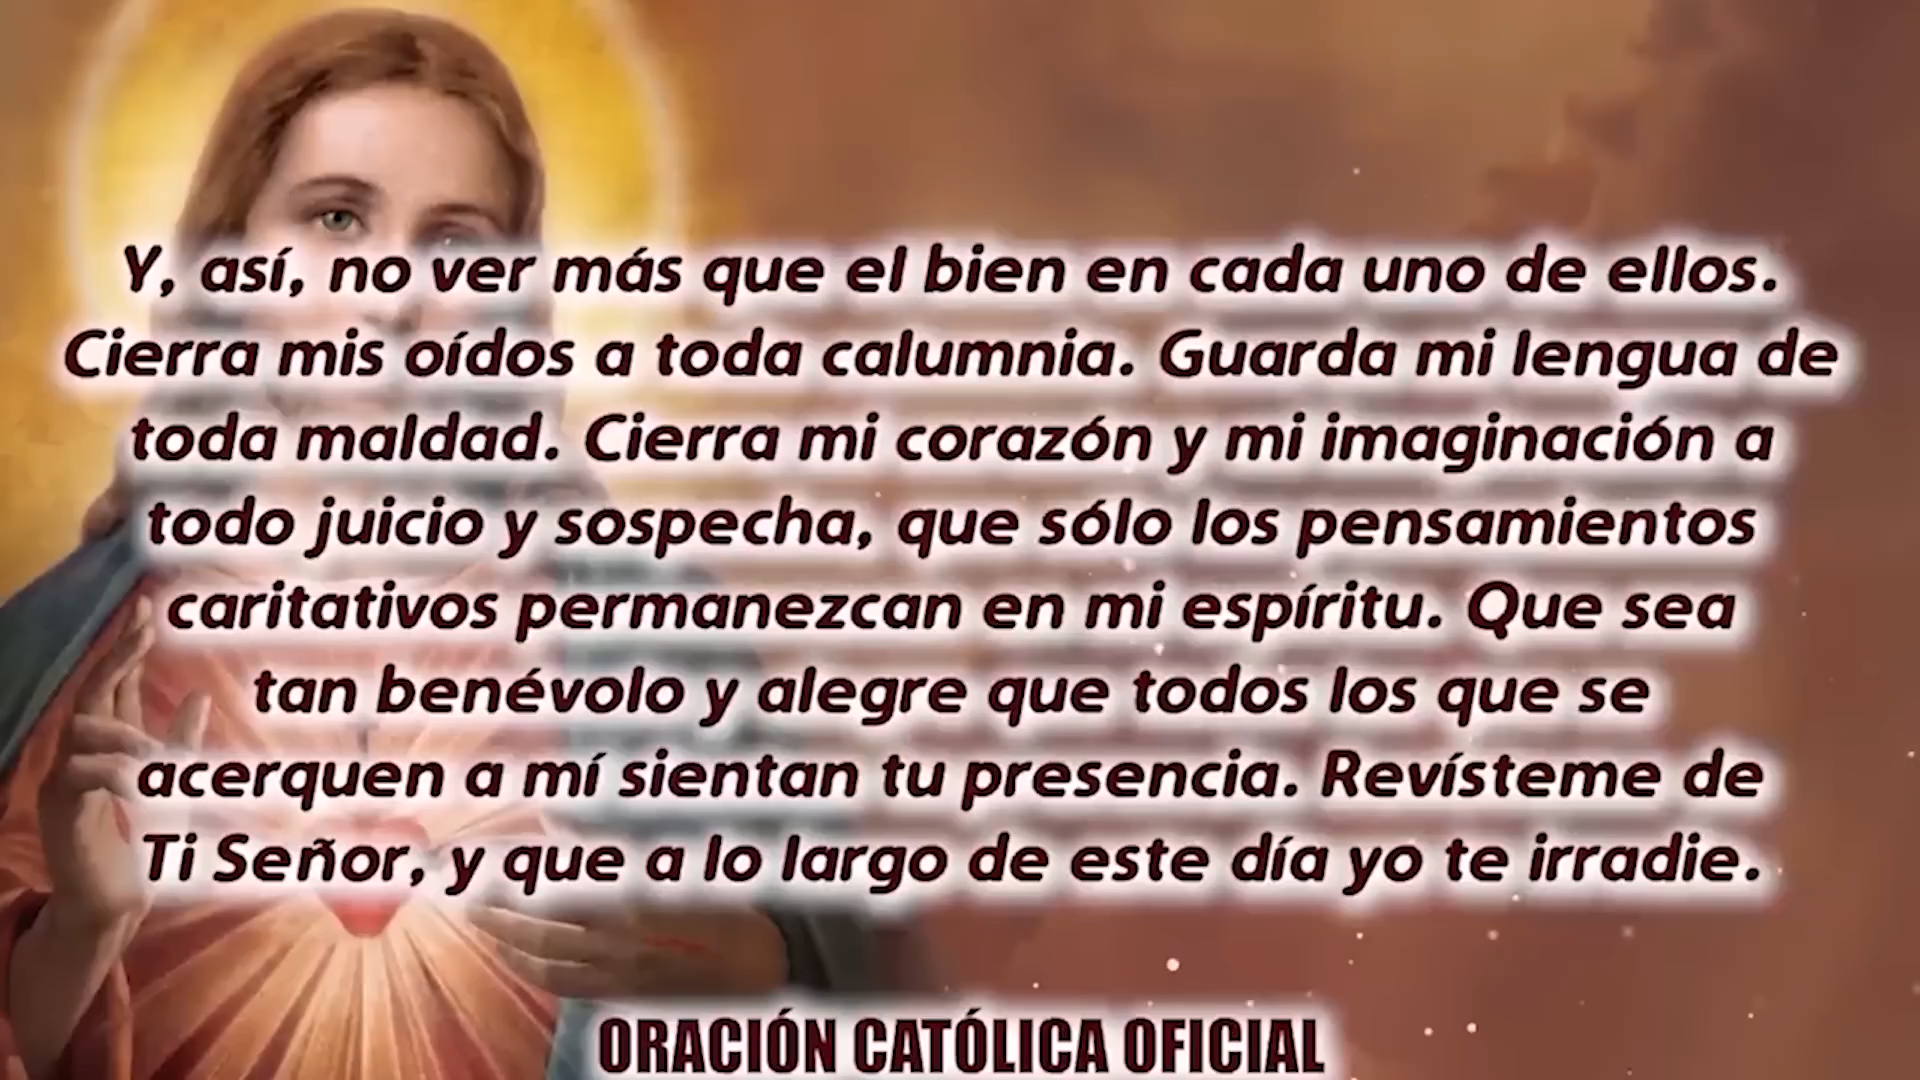 Y, así, no ver más que el bien en cada uno de ellos.
Cierra mis oídos a toda calumnia. Guarda mi lengua de
toda maldad. Cierra mi corazón y mi imaginación a
todo juicio y sospecha, que sólo los pensamientos
caritativos permanezcan en mi espíritu. Que sea
tan benévolo y alegre que todos los que se
acerquen a mí sientan tu presencia. Revísteme de
Ti Señor, y que a lo largo de este día yo te irradie.
ORACIÓN CATÓLICA OFICIAL